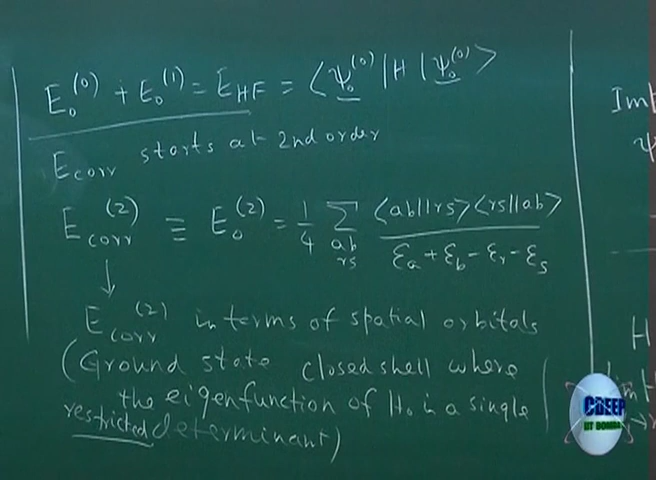 E₀⁽⁰⁾ + E₀⁽¹⁾ = E_HF = ⟨Ψ₀⁽⁰⁾|H|Ψ₀⁽⁰⁾⟩
E_corr starts at 2nd order
E_corr⁽²⁾ ≡ E₀⁽²⁾ = 1/4 Σ_{ab rs} <ab||rs><rs||ab> / (ε_a + ε_b − ε_r − ε_s)
↓
E_corr⁽²⁾ in terms of spatial orbitals
(Ground state closed shell where
the eigenfunction of H₀ is a single
restricted determinant)
Im
Ψ
H
CDEEP
IIT BOMBAY